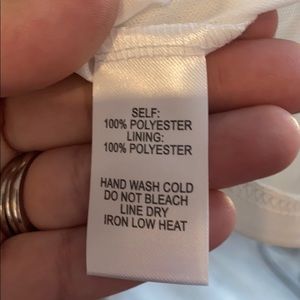 SELF:
100% POLYESTER
LINING:
100% POLYESTER
HAND WASH COLD
DO NOT BLEACH
LINE DRY
IRON LOW HEAT